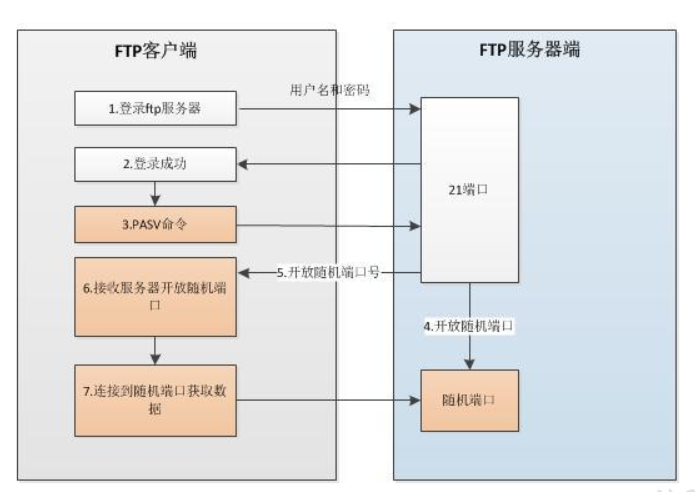 FTP客户端
FTP服务器端
用户名和密码
1.登录ftp服务器
2.登录成功
21端口
3.PASV命令
5.开放随机端口号
6.接收服务器开放随机端
口
4.开放随机端口
7.连接到随机端口获取数
据
随机端口